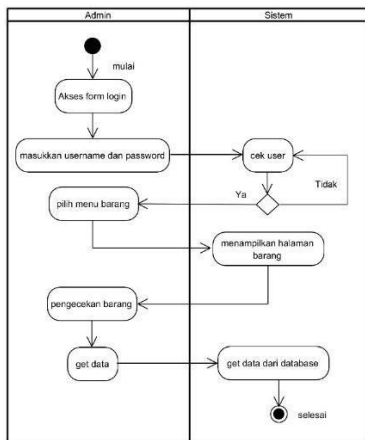 Admin
Sistem
mulai
Akses form login
masukkan username dan password
cek user
Tidak
Ya
pilih menu barang
menampilkan halaman
barang
pengecekan barang
get data
get data dari database
selesai